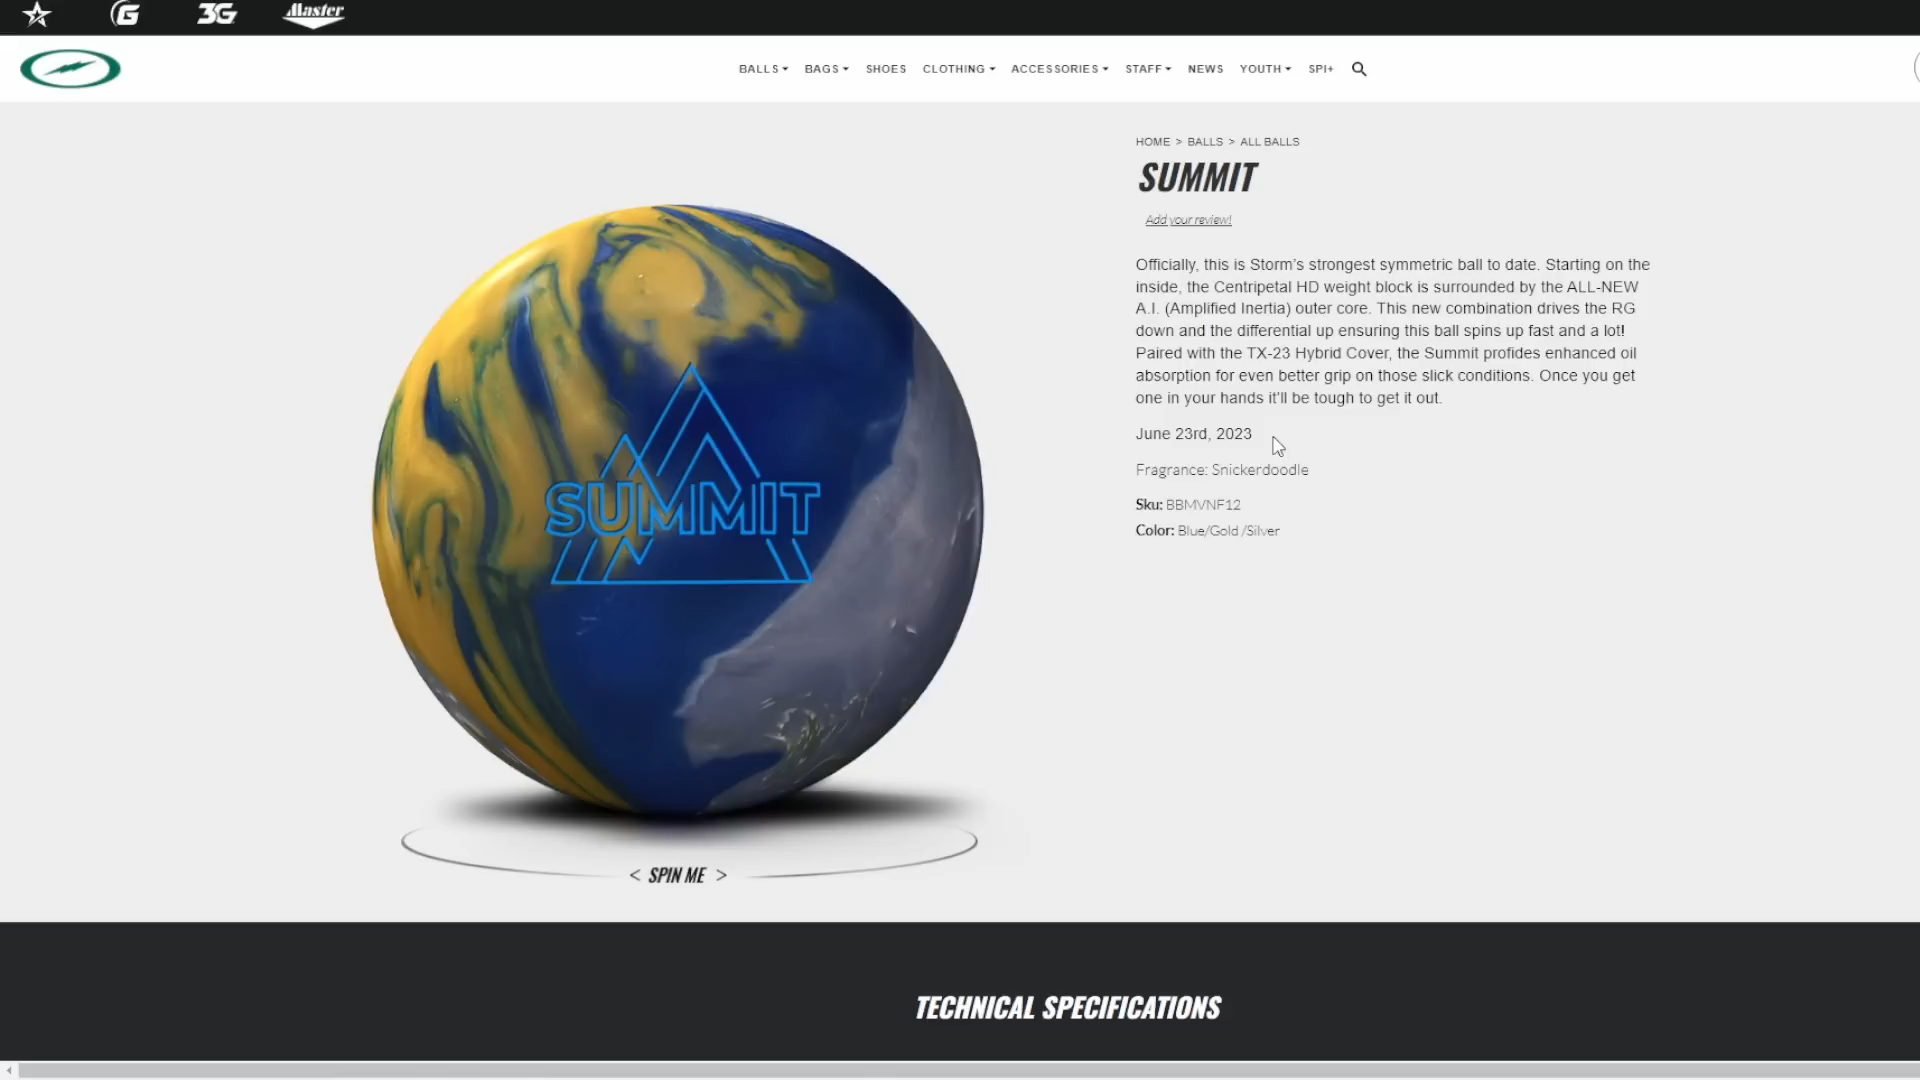 G 3G Master
BALLS BAGS SHOES CLOTHING ACCESSORIES STAFF NEWS YOUTH SPI+
HOME > BALLS > ALL BALLS
SUMMIT
Add your review!
Officially, this is Storm's strongest symmetric ball to date. Starting on the
inside, the Centripetal HD weight block is surrounded by the ALL-NEW
A.I. (Amplified Inertia) outer core. This new combination drives the RG
down and the differential up ensuring this ball spins up fast and a lot!
Paired with the TX-23 Hybrid Cover, the Summit profides enhanced oil
absorption for even better grip on those slick conditions. Once you get
one in your hands it'll be tough to get it out.
June 23rd, 2023
Fragrance: Snickerdoodle
Sku: BBMVNF12
Color: Blue/Gold /Silver
SUMMIT
< SPIN ME >
TECHNICAL SPECIFICATIONS